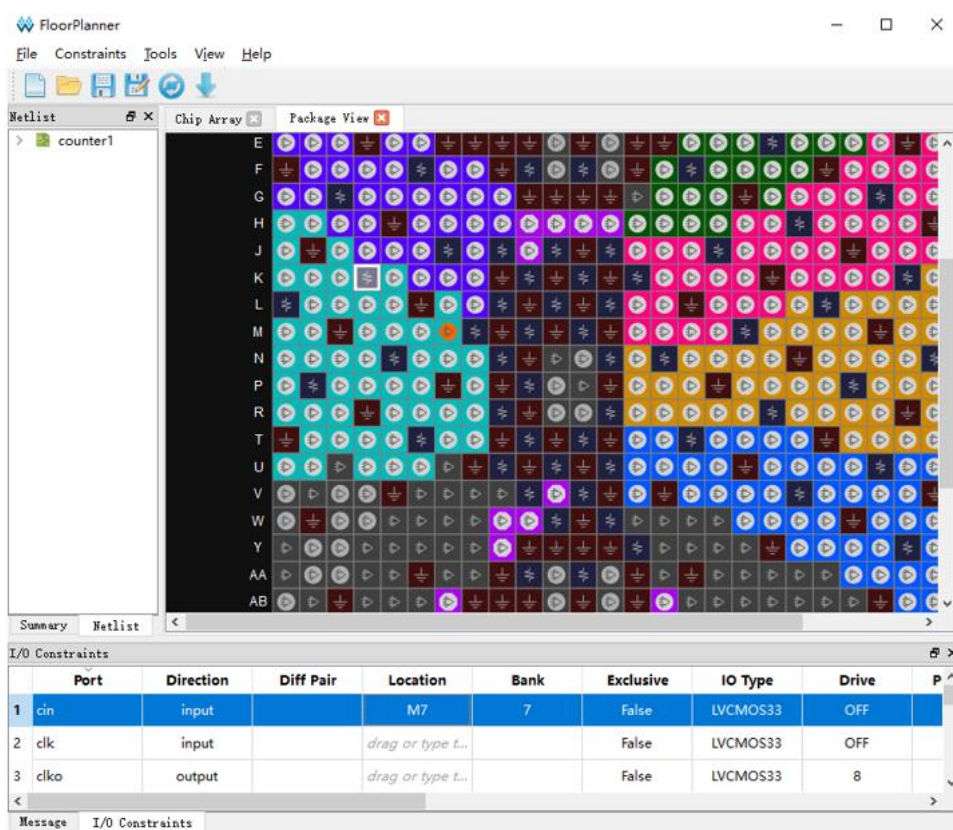 FloorPlanner
File Constraints Tools View Help
Netlist
Chip Array Package View
counter1
E
F
G
H
J
K
L
M
N
P
R
T
U
V
W
Y
AA
AB
Summary Netlist
I/O Constraints
Port Direction Diff Pair Location Bank Exclusive IO Type Drive P
1 cin input M7 7 False LVCMOS33 OFF
2 clk input drag or type t... False LVCMOS33 OFF
3 clko output drag or type t... False LVCMOS33 8
Message I/O Constraints